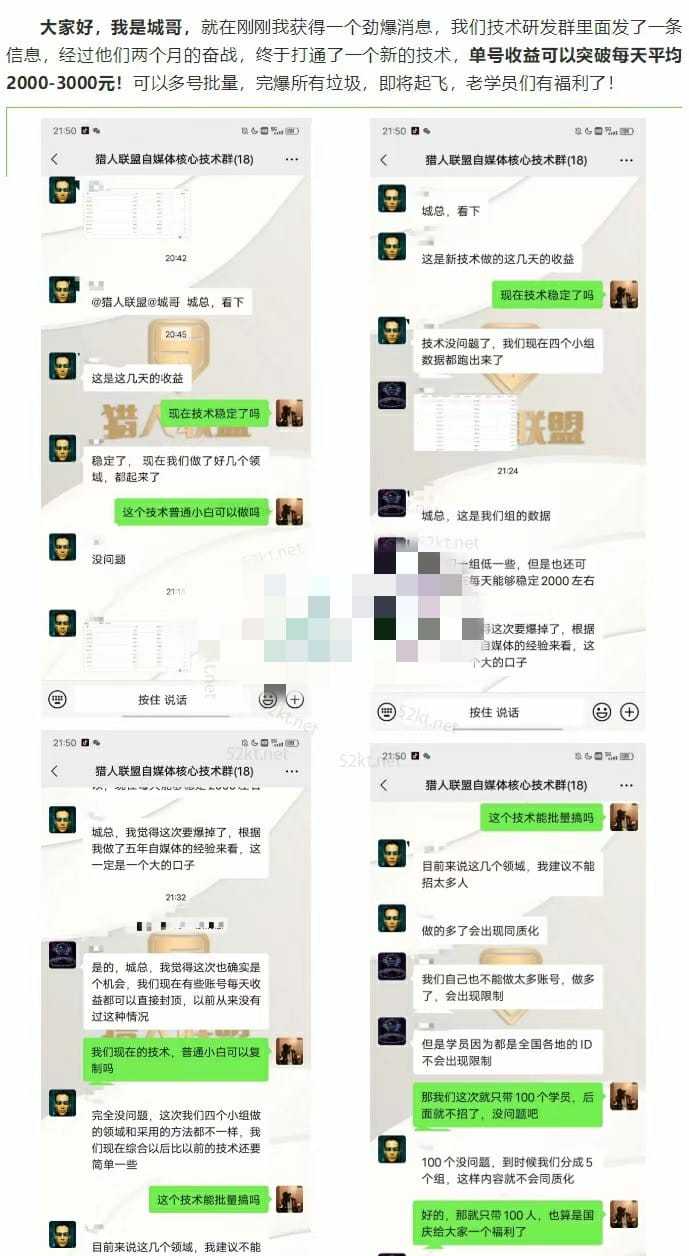 大家好，我是城哥，就在刚刚我获得一个劲爆消息，我们技术研发群里面发了一条
信息，经过他们两个月的奋战，终于打通了一个新的技术，单号收益可以突破每天平均
2000-3000元！可以多号批量，完爆所有垃圾，即将起飞，老学员们有福利了！
21:50
猎人联盟自媒体核心技术群(18)
20:42
@猎人联盟@城哥 城总，看下
20:45
这是这几天的收益
现在技术稳定了吗
猎人联盟
稳定了， 现在我们做了好几个领
域，都起来了
这个技术普通小白可以做吗
没问题
按住 说话
21:50
猎人联盟自媒体核心技术群(18)
城总，看下
这是新技术做的这几天的收益
现在技术稳定了吗
技术没问题了，我们现在四个小组
数据都跑出来了
联盟
21:24
城总，这是我们组的数据
一组低一些，但是也还可
每天能够稳定2000左右
得这次要爆掉了，根据
自媒体的经验来看，这
个大的口子
按住 说话
52kt.net
52kt.net
52kt.net
52kt.net
52kt.net
52kt.net
52kt.net
21:50
猎人联盟自媒体核心技术群(18)
城总，我觉得这次要爆掉了，根据
我做了五年自媒体的经验来看，这
一定是一个大的口子
21:32
是的，城总，我觉得这次也确实是
个机会，我们现在有些账号每天收
益都可以直接封顶，以前从来没有
过这种情况
我们现在的技术，普通小白可以复
制吗
完全没问题，这次我们四个小组做
的领域和采用的方法都不一样，我
们现在综合以后比以前的技术还要
简单一些
这个技术能批量搞吗
目前来说这几个领域，我建议不能
21:50
猎人联盟自媒体核心技术群(18)
这个技术能批量搞吗
目前来说这几个领域，我建议不能
招太多人
做的多了会出现同质化
我们自己也不能做太多账号，做多
了，会出现限制
但是学员因为都是全国各地的ID
不会出现限制
那我们这次就只带100个学员，后
面就不招了，没问题吧
100个没问题，到时候我们分成5
个组，这样内容就不会同质化
好的，那就只带100人，也算是国
庆给大家一个福利了